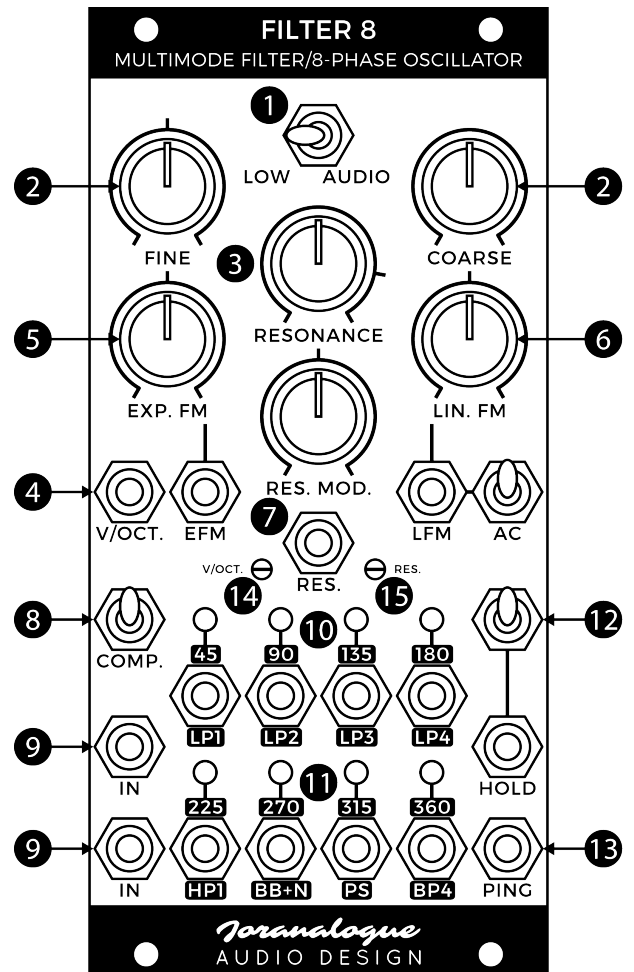 FILTER 8
MULTIMODE FILTER/8-PHASE OSCILLATOR
1
LOW AUDIO
2 2
FINE COARSE
3
RESONANCE
5 6
EXP. FM LIN. FM
RES. MOD.
4
V/OCT. EFM LFM AC
7
RES.
V/OCT. RES.
14 15
8 10 12
COMP.
45 90 135 180
LP1 LP2 LP3 LP4
9
IN HOLD
11
225 270 315 360
9 13
IN HP1 BB+N PS BP4 PING
Joranalogue
AUDIO DESIGN